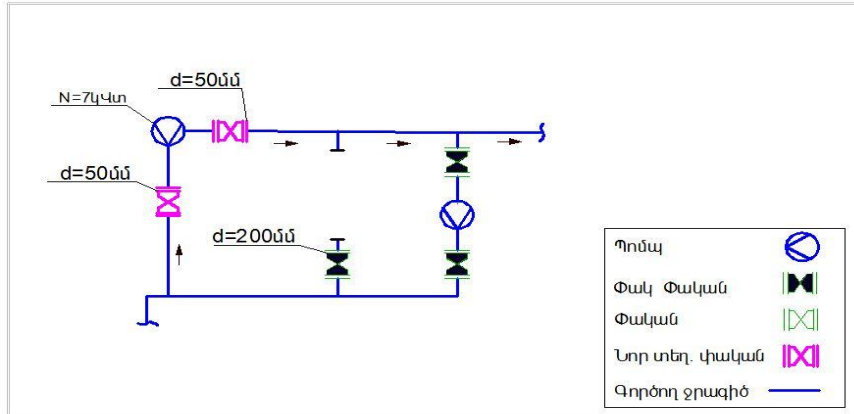 d=50մմ
N=7կՎտ
d=50մմ
d=200մմ
Պոմպ
Փակ Փական
Փական
Նոր տեղ. փական
Գործող ջրագիծ